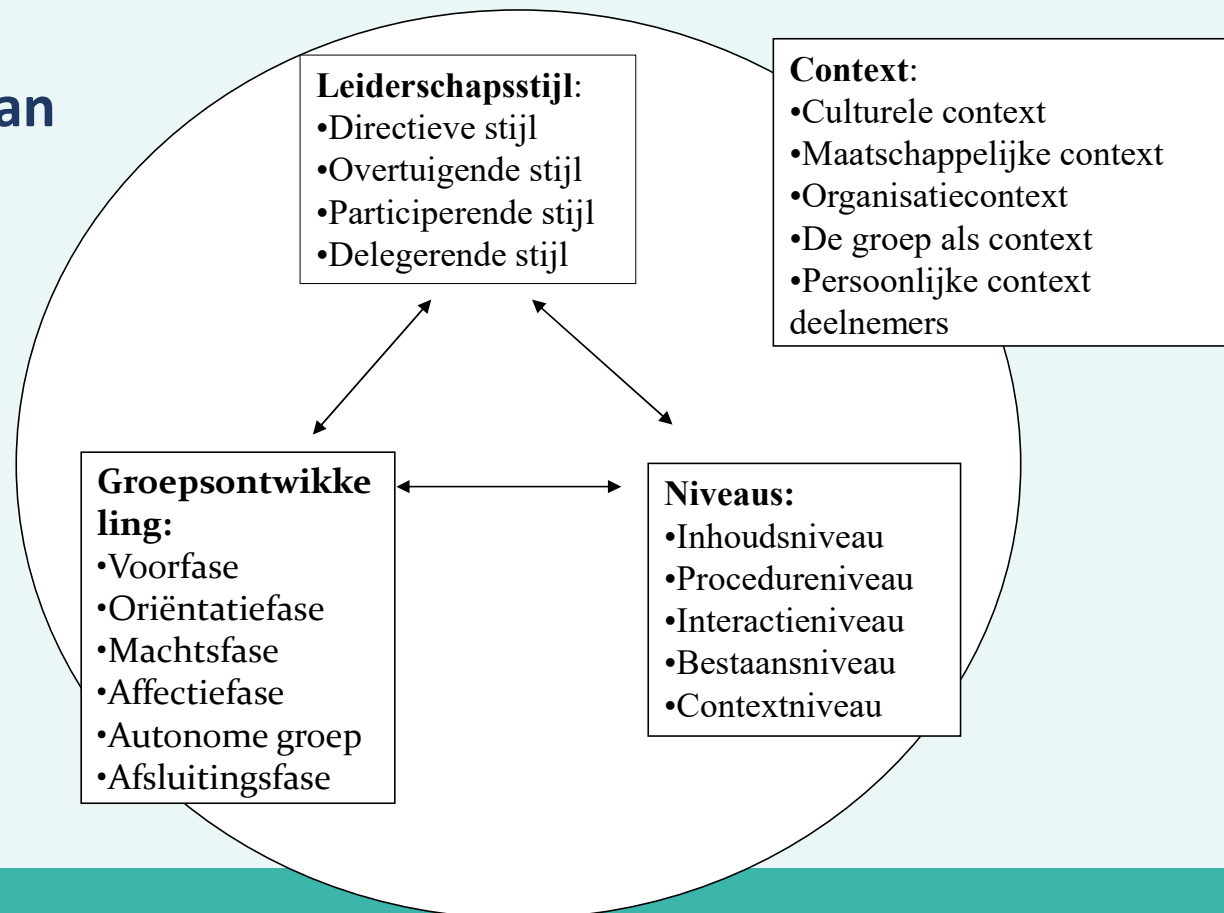 an
Leiderschapsstijl:
•Directieve stijl
•Overtuigende stijl
•Participerende stijl
•Delegerende stijl
Context:
•Culturele context
•Maatschappelijke context
•Organisatiecontext
•De groep als context
•Persoonlijke context
deelnemers
Groepsontwikke
ling:
•Voorfase
•Oriëntatiefase
•Machtsfase
•Affectiefase
•Autonome groep
•Afsluitingsfase
Niveaus:
•Inhoudsniveau
•Procedureniveau
•Interactieniveau
•Bestaansniveau
•Contextniveau